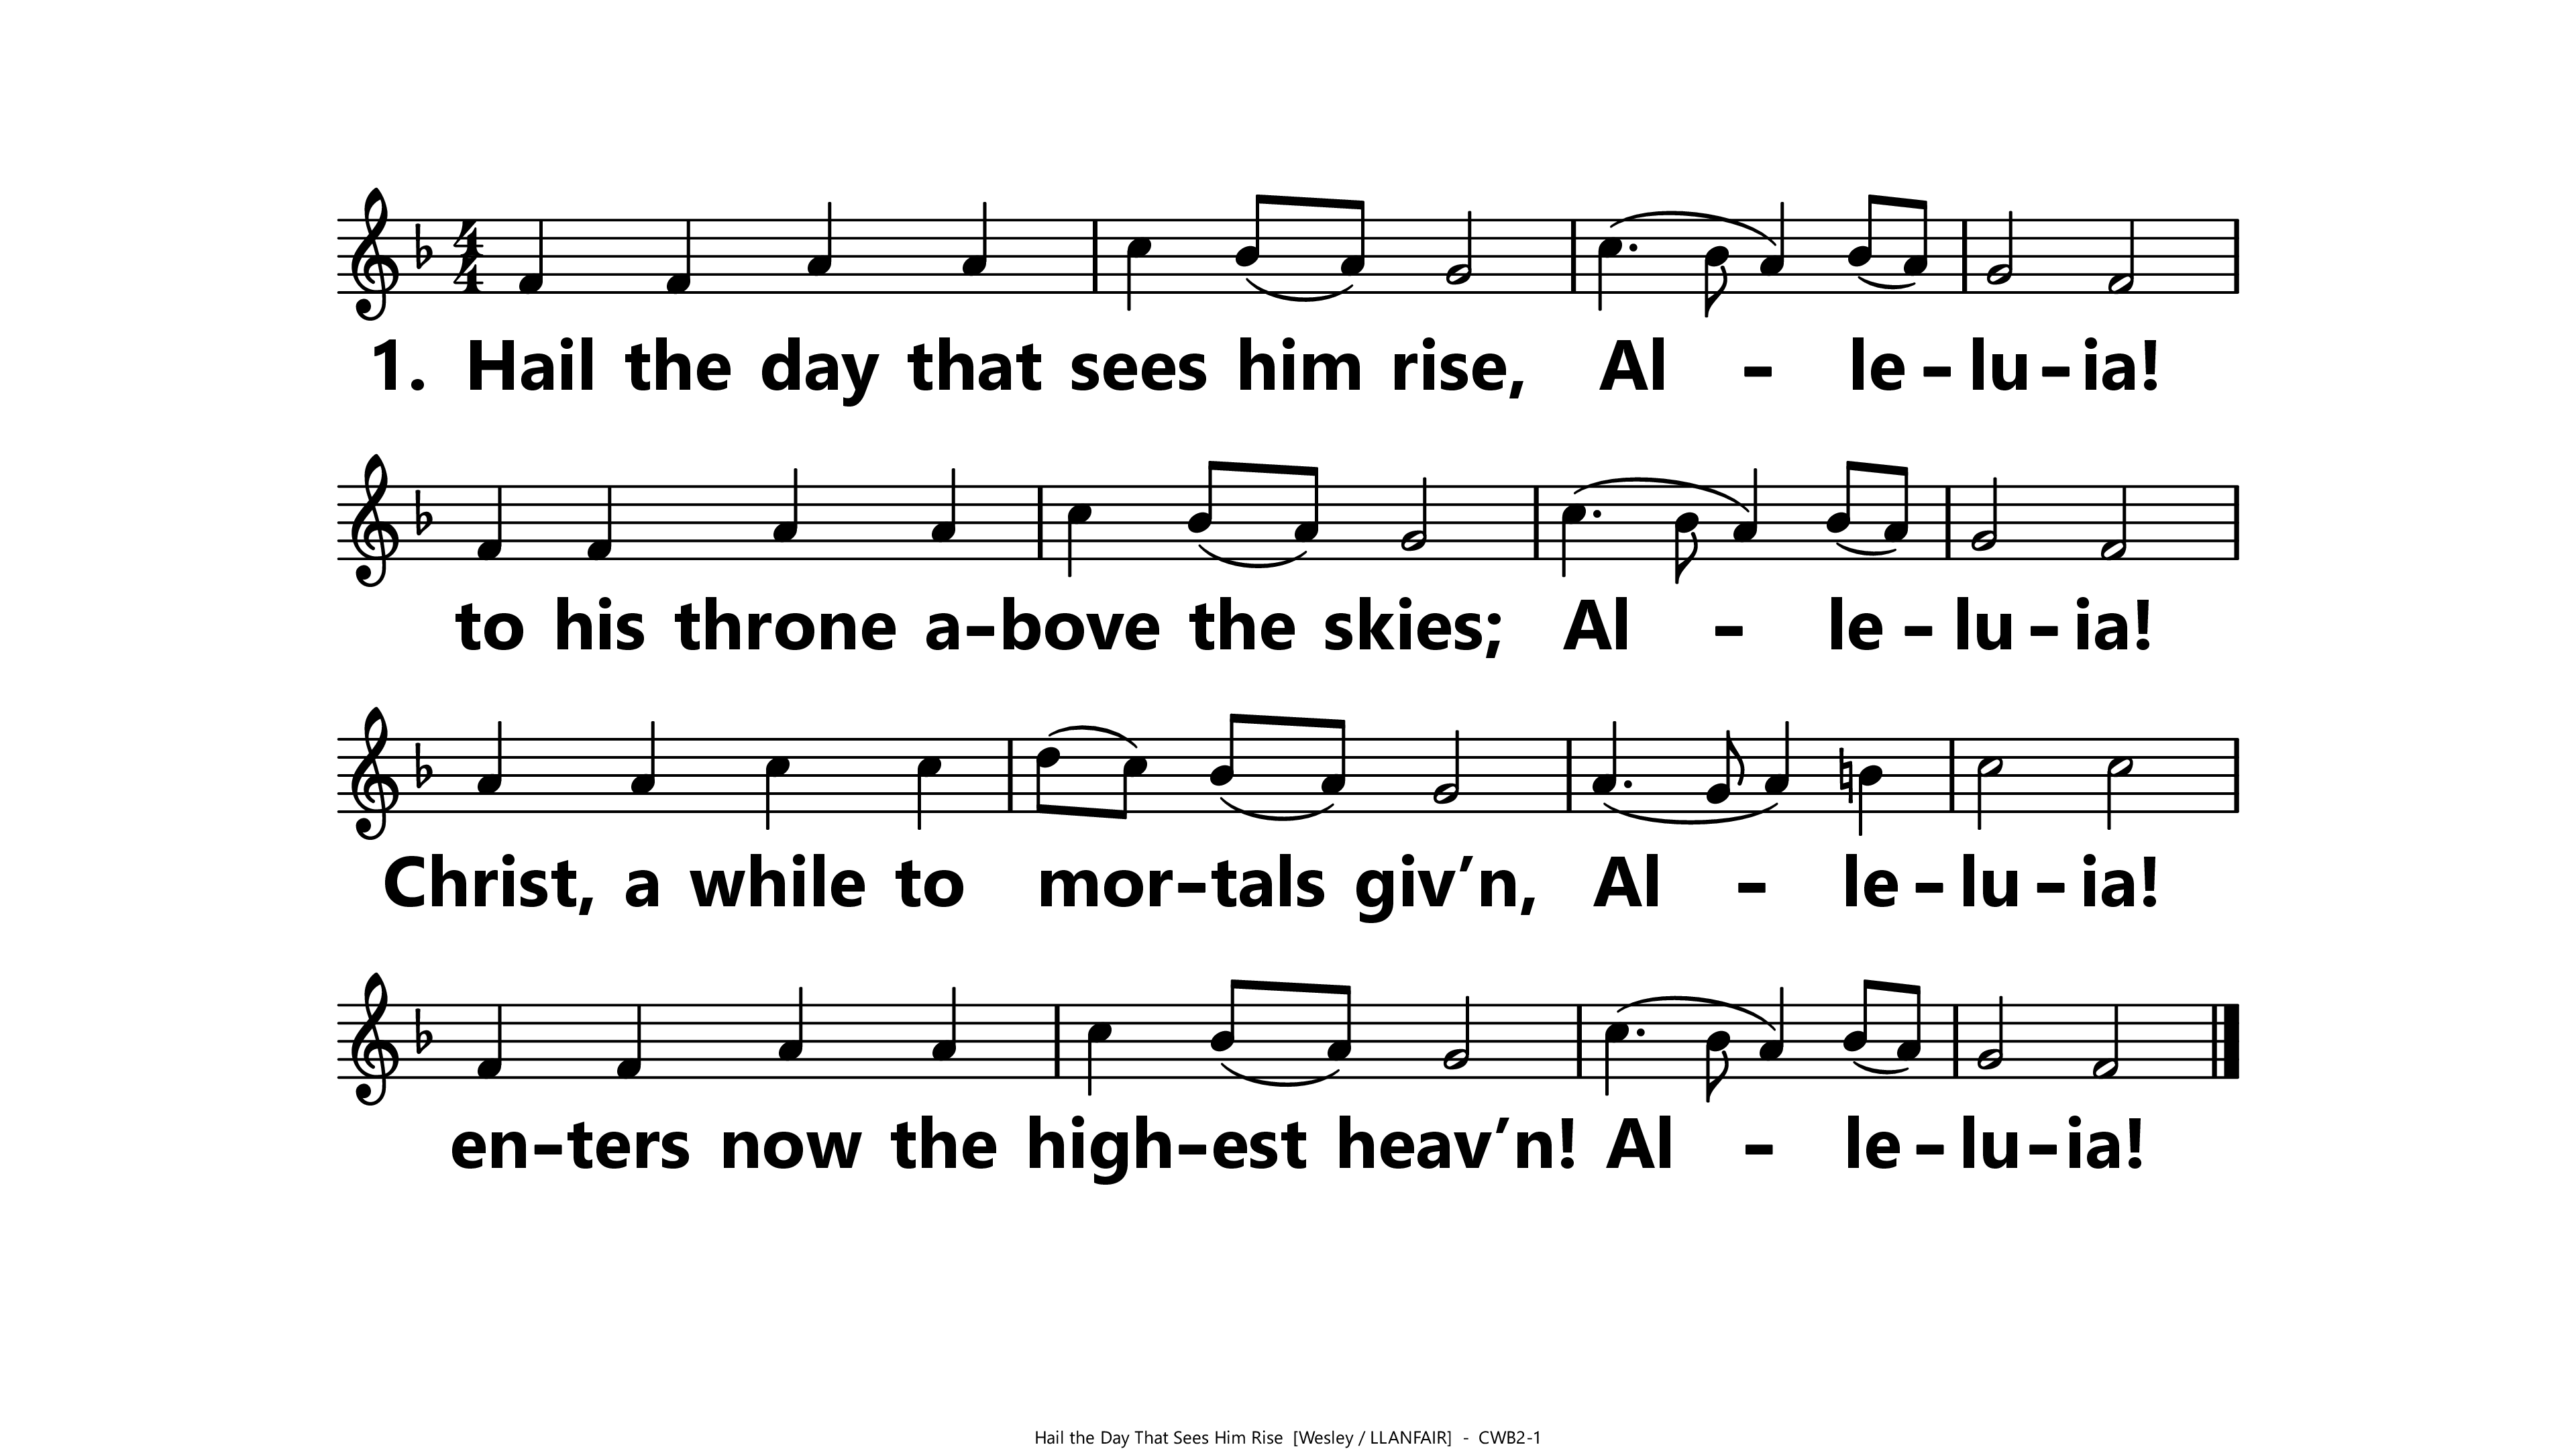 1. Hail the day that sees him rise, Al - le - lu - ia!
to his throne a-bove the skies; Al - le - lu - ia!
Christ, a while to mor-tals giv’n, Al - le - lu - ia!
en-ters now the high-est heav’n! Al - le - lu - ia!
Hail the Day That Sees Him Rise [Wesley / LLANFAIR] - CWB2-1